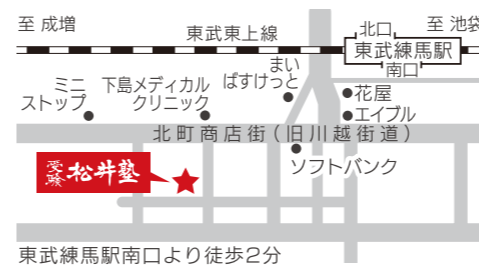 至 成増
東武東上線
北口
至 池袋
東武練馬駅
南口
ミニ
ストップ
下島メディカル
クリニック
まい
ばすけっと
花屋
エイブル
北町商店街(旧川越街道)
ソフトバンク
受験 松井塾
東武練馬駅南口より徒歩2分